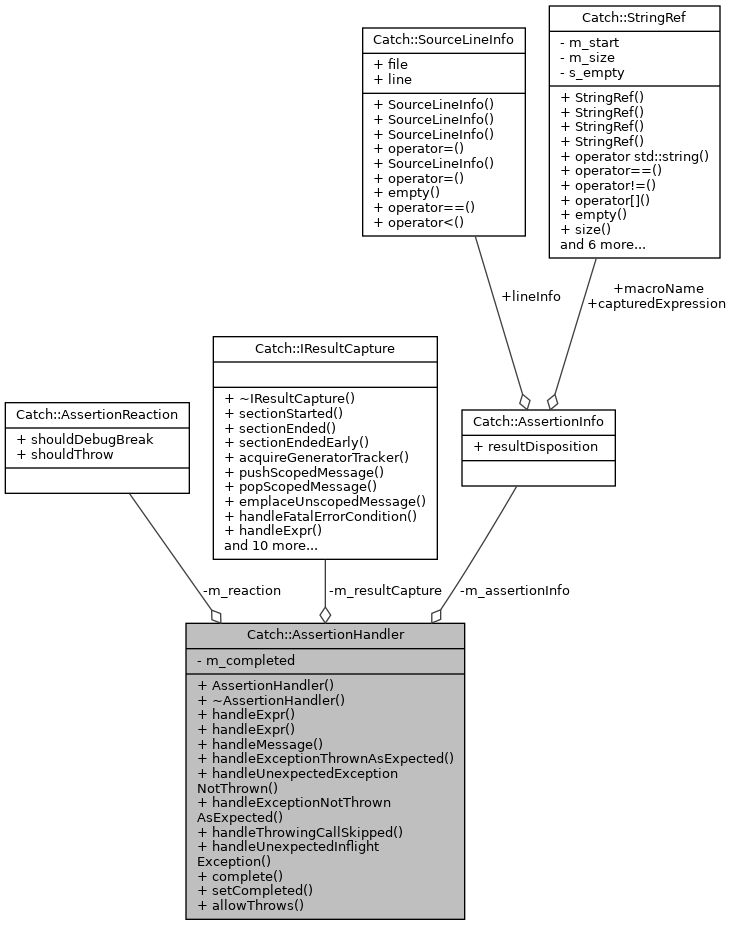 Catch::StringRef
- m_start
- m_size
- s_empty
+ StringRef()
+ StringRef()
+ StringRef()
+ StringRef()
+ operator std::string()
+ operator==()
+ operator!=()
+ operator[]()
+ empty()
+ size()
and 6 more...
Catch::SourceLineInfo
+ file
+ line
+ SourceLineInfo()
+ SourceLineInfo()
+ SourceLineInfo()
+ operator=()
+ SourceLineInfo()
+ operator=()
+ empty()
+ operator==()
+ operator<()
+lineInfo
+macroName
+capturedExpression
Catch::IResultCapture
+ ~IResultCapture()
+ sectionStarted()
+ sectionEnded()
+ sectionEndedEarly()
+ acquireGeneratorTracker()
+ pushScopedMessage()
+ popScopedMessage()
+ emplaceUnscopedMessage()
+ handleFatalErrorCondition()
+ handleExpr()
and 10 more...
Catch::AssertionReaction
+ shouldDebugBreak
+ shouldThrow
Catch::AssertionInfo
+ resultDisposition
-m_reaction
-m_resultCapture
-m_assertionInfo
Catch::AssertionHandler
- m_completed
+ AssertionHandler()
+ ~AssertionHandler()
+ handleExpr()
+ handleExpr()
+ handleMessage()
+ handleExceptionThrownAsExpected()
+ handleUnexpectedException
NotThrown()
+ handleExceptionNotThrown
AsExpected()
+ handleThrowingCallSkipped()
+ handleUnexpectedInflight
Exception()
+ complete()
+ setCompleted()
+ allowThrows()